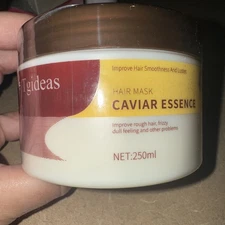 Tgideas
Improve Hair Smoothness And Luster
HAIR MASK
CAVIAR ESSENCE
improve rough hair, frizzy,
dull feeling and other problems
NET:250ml